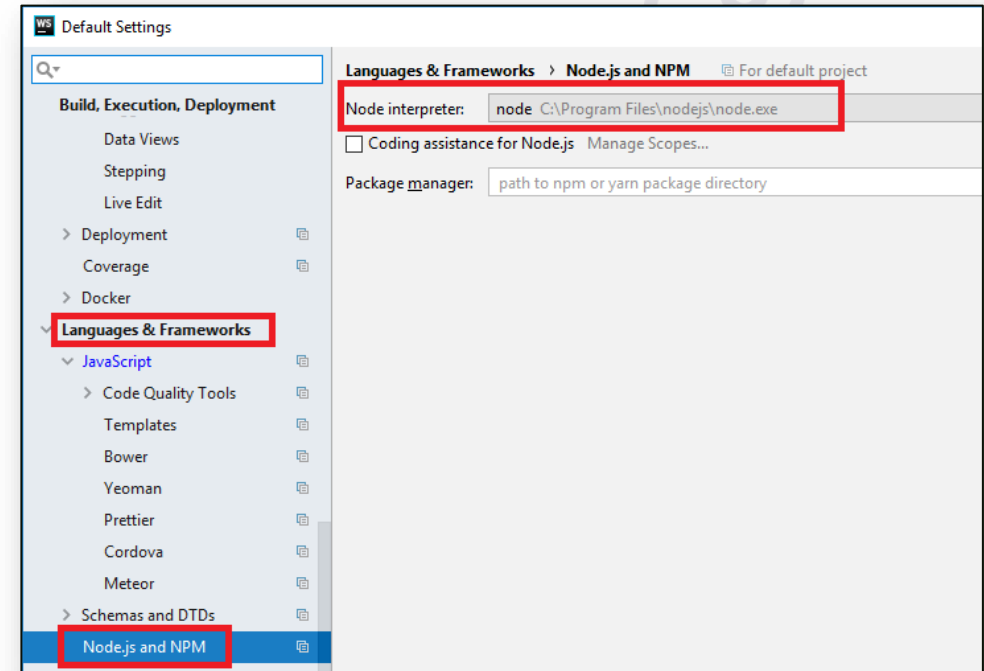 WS Default Settings
Languages & Frameworks > Node.js and NPM For default project
Build, Execution, Deployment
Node interpreter: node C:\Program Files\nodejs\node.exe
Data Views
Coding assistance for Node.js Manage Scopes...
Stepping
Package manager: path to npm or yarn package directory
Live Edit
Deployment
Coverage
Docker
Languages & Frameworks
JavaScript
Code Quality Tools
Templates
Bower
Yeoman
Prettier
Cordova
Meteor
Schemas and DTDs
Node.js and NPM